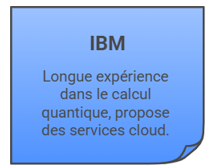 IBM
Longue expérience
dans le calcul
quantique, propose
des services cloud.